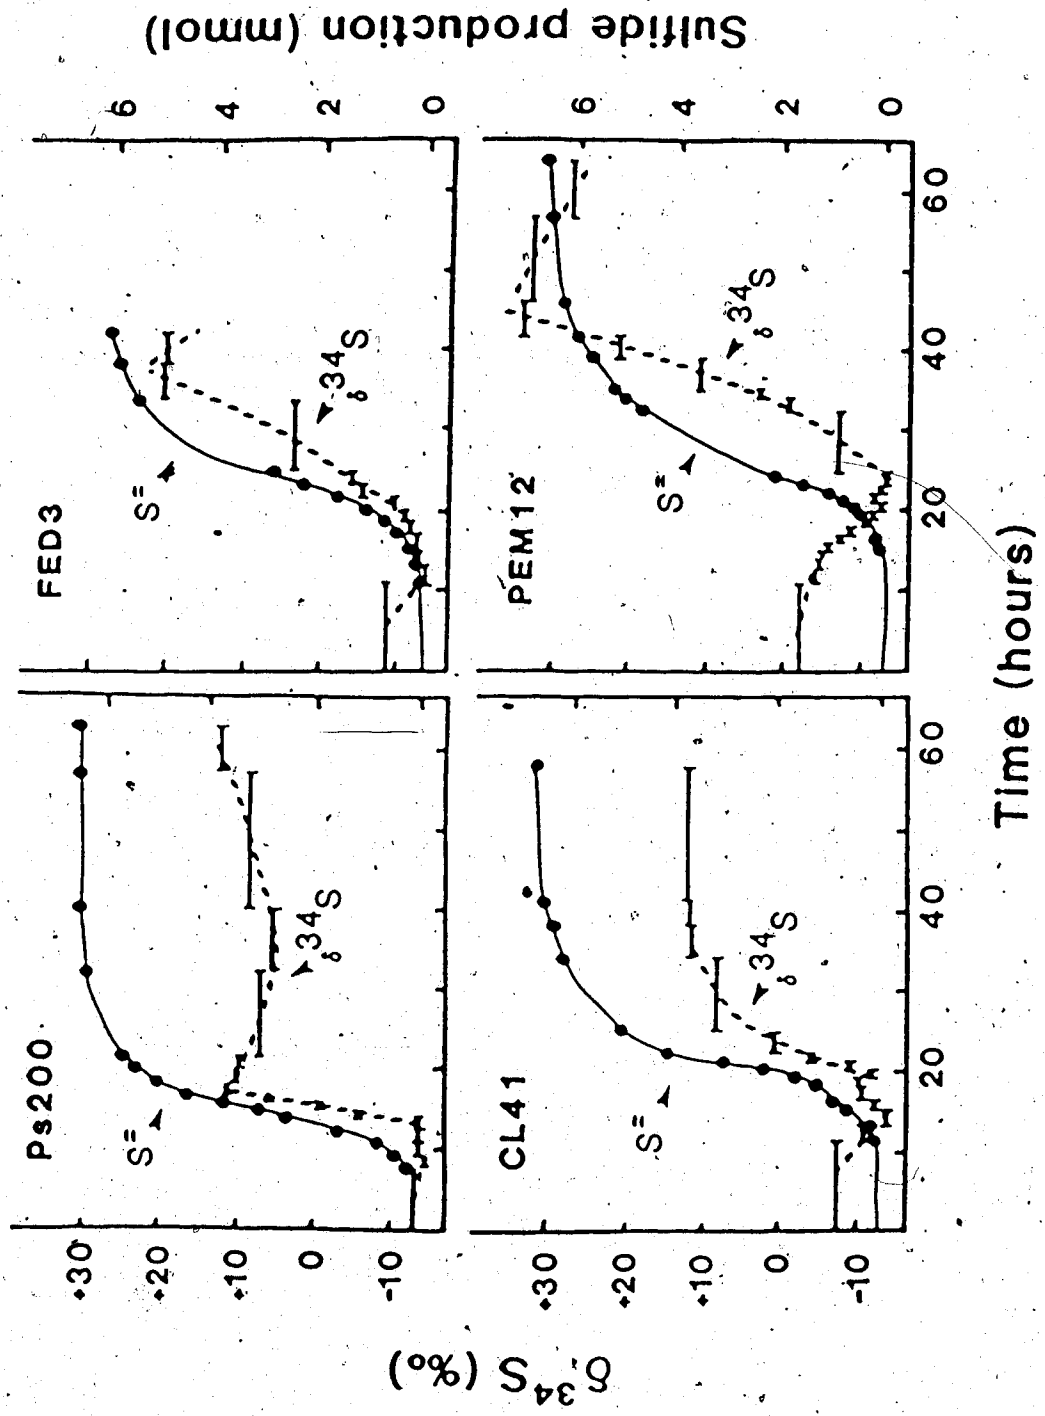 δ³⁴S (‰)
+30
+20
+10
0
-10
Ps200
S=
δ³⁴S
FED3
S=
δ³⁴S
6
4
2
0
+30
+20
+10
0
-10
CL41
S=
δ³⁴S
PEM12
S=
δ³⁴S
6
4
2
0
20 40 60 20 40 60
Time (hours)
Sulfide production (mmol)